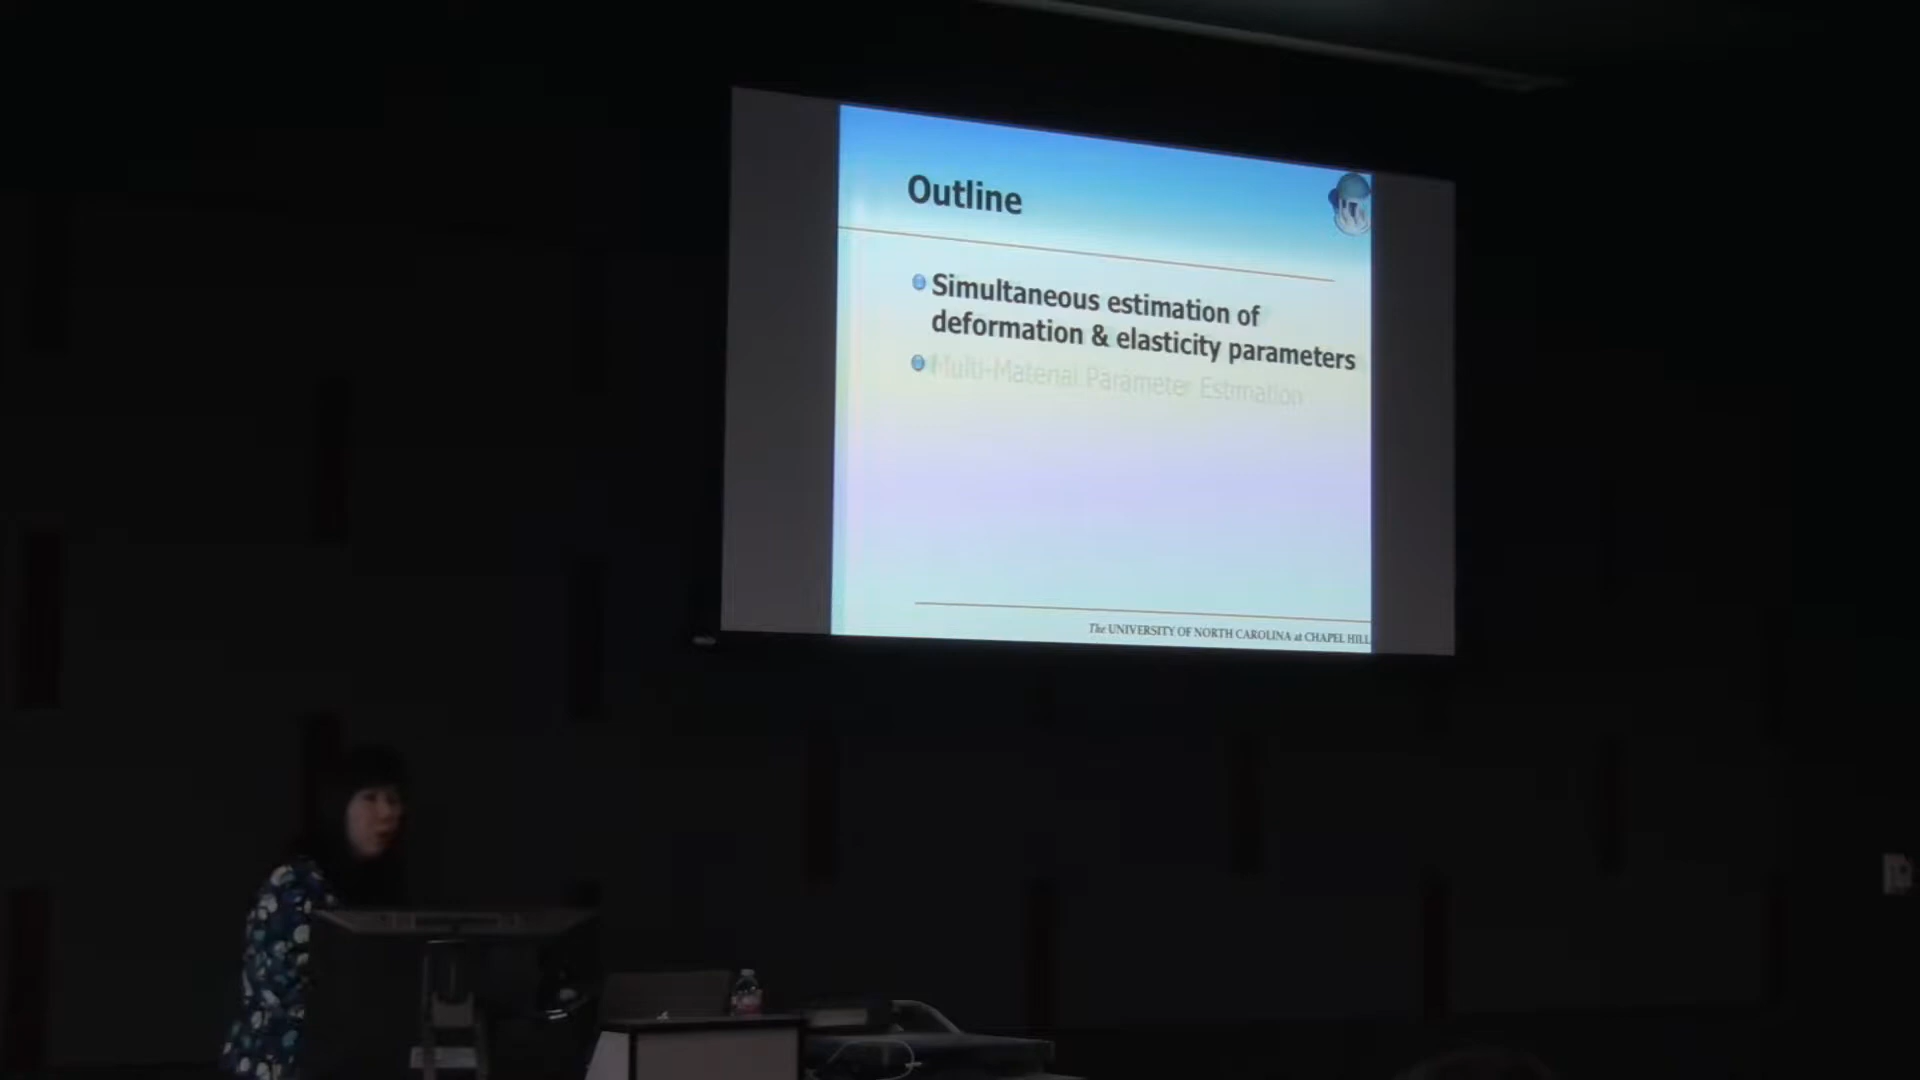 Outline
Simultaneous estimation of
deformation & elasticity parameters
Multi-Material Parameter Estimation
The UNIVERSITY OF NORTH CAROLINA at CHAPEL HILL